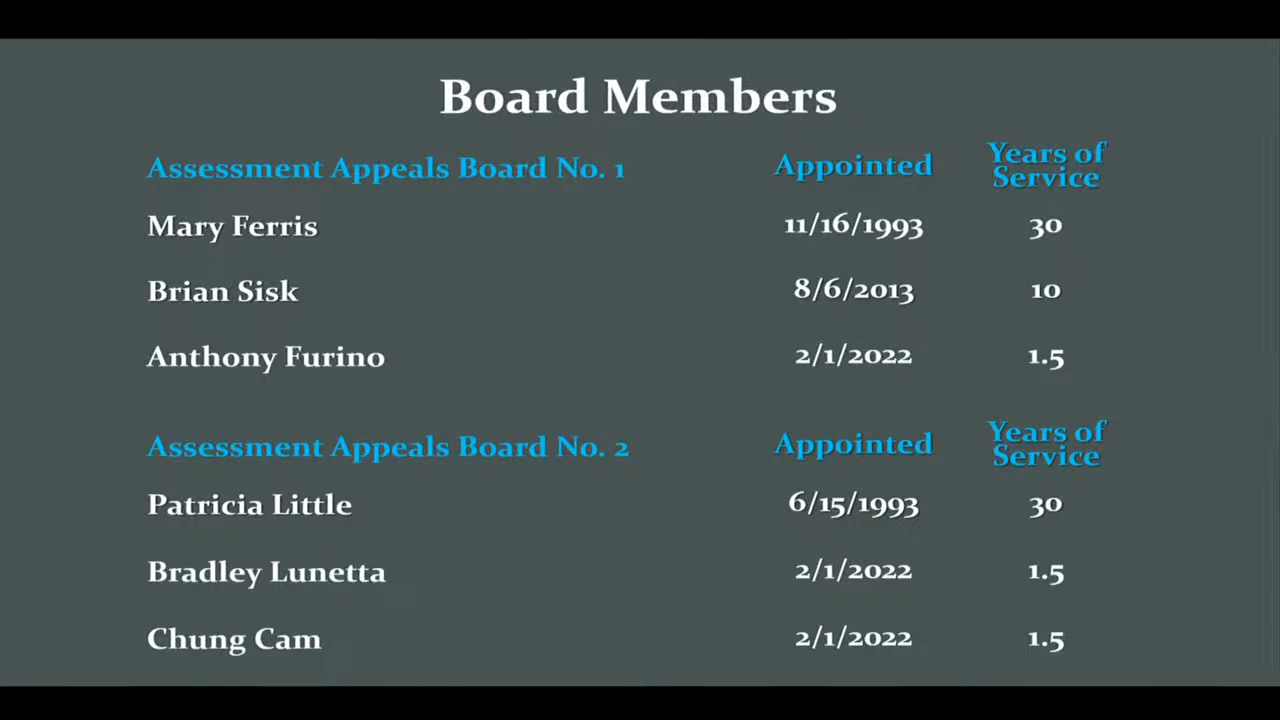 Board Members
Assessment Appeals Board No. 1 Appointed Years of Service
Mary Ferris 11/16/1993 30
Brian Sisk 8/6/2013 10
Anthony Furino 2/1/2022 1.5
Assessment Appeals Board No. 2 Appointed Years of Service
Patricia Little 6/15/1993 30
Bradley Lunetta 2/1/2022 1.5
Chung Cam 2/1/2022 1.5